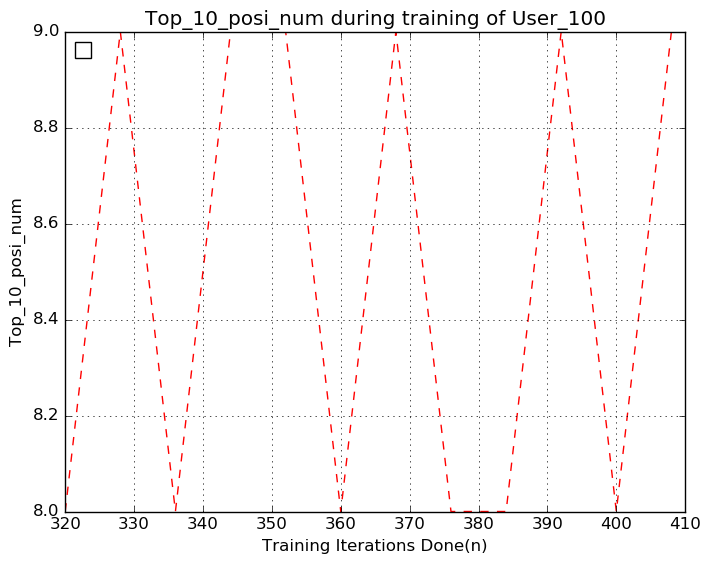 Top_10_posi_num during training of User_100
9.0
8.8
8.6
8.4
8.2
8.0
Top_10_posi_num
320 330 340 350 360 370 380 390 400 410
Training Iterations Done(n)